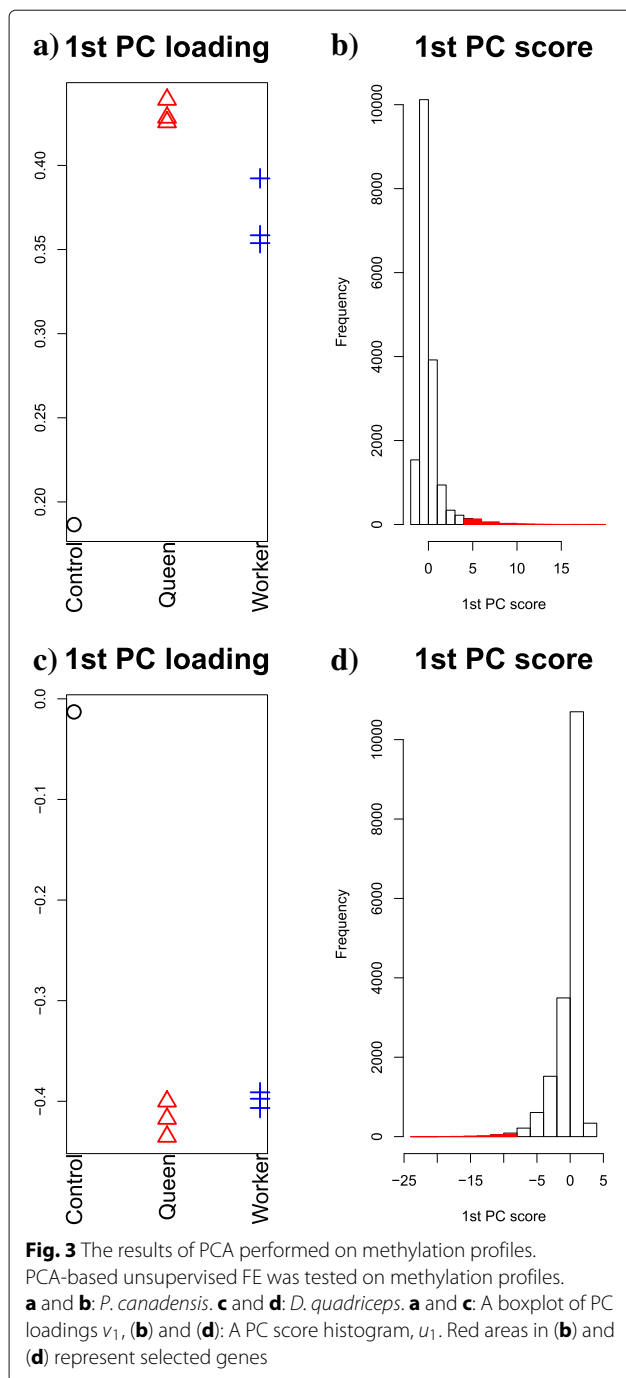 a) 1st PC loading
0.40
0.35
0.30
0.25
0.20
Control
Queen
Worker
b) 1st PC score
Frequency
10000
8000
6000
4000
2000
0
0 5 10 15
1st PC score
c) 1st PC loading
0.0
−0.1
−0.2
−0.3
−0.4
Control
Queen
Worker
d) 1st PC score
Frequency
10000
8000
6000
4000
2000
0
−25 −15 −5 0 5
1st PC score
Fig. 3 The results of PCA performed on methylation profiles.
PCA-based unsupervised FE was tested on methylation profiles.
a and b: P. canadensis. c and d: D. quadriceps. a and c: A boxplot of PC
loadings v1, (b) and (d): A PC score histogram, u1. Red areas in (b) and
(d) represent selected genes